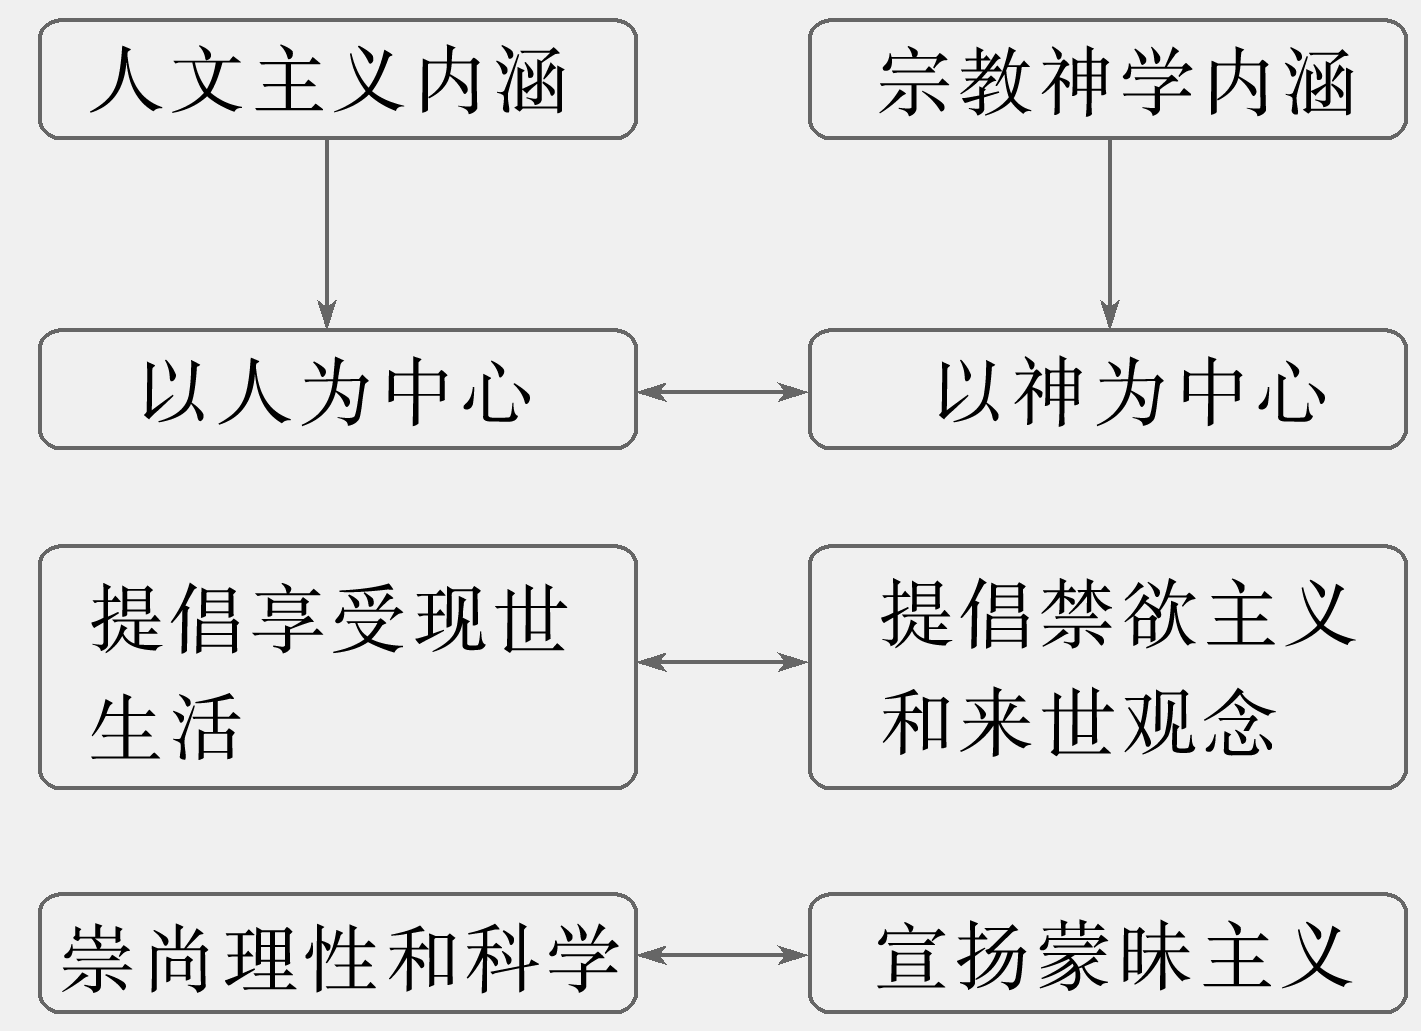 人文主义内涵
宗教神学内涵
以人为中心
以神为中心
提倡享受现世
生活
提倡禁欲主义
和来世观念
崇尚理性和科学
宣扬蒙昧主义